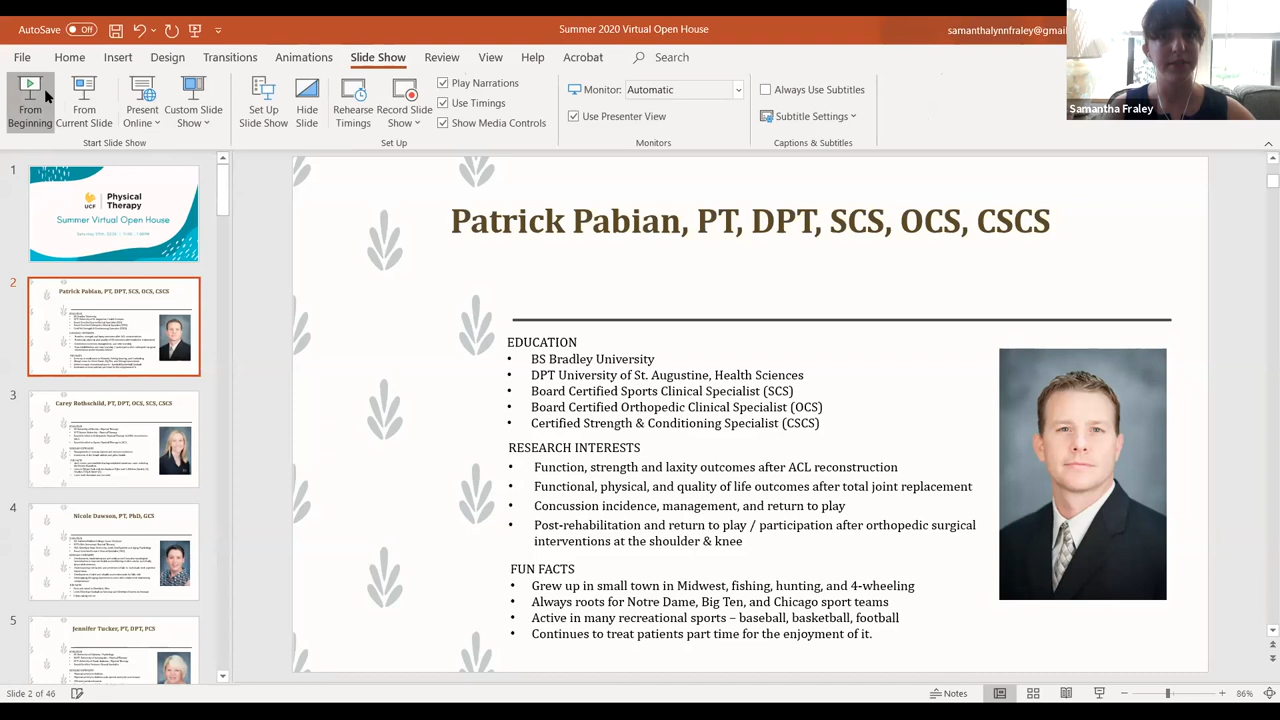 AutoSave Off
Summer 2020 Virtual Open House
samanthalynnfraley@gmai
File Home Insert Design Transitions Animations Slide Show Review View Help Acrobat Search
From Beginning
From Current Slide
Present Online
Custom Slide Show
Start Slide Show
Set Up Slide Show
Hide Slide
Rehearse Timings
Record Slide Show
Set Up
Play Narrations
Use Timings
Show Media Controls
Monitor: Automatic
Use Presenter View
Monitors
Always Use Subtitles
Subtitle Settings
Captions & Subtitles
Samantha Fraley
1
UCF
Physical
Therapy
Summer Virtual Open House
2
Patrick Pabian, PT, DPT, SCS, OCS, CSCS
3
Carey Rothschild, PT, DPT, OCS, SCS, CSCS
4
Nicole Dawson, PT, PhD, GCS
5
Jennifer Tucker, PT, DPT, PCS
Patrick Pabian, PT, DPT, SCS, OCS, CSCS
EDUCATION
• BS Bradley University
• DPT University of St. Augustine, Health Sciences
• Board Certified Sports Clinical Specialist (SCS)
• Board Certified Orthopedic Clinical Specialist (OCS)
• Certified Strength & Conditioning Specialist (CSCS)
RESEARCH INTERESTS
• Function, strength and laxity outcomes after ACL reconstruction
• Functional, physical, and quality of life outcomes after total joint replacement
• Concussion incidence, management, and return to play
• Post-rehabilitation and return to play / participation after orthopedic surgical
interventions at the shoulder & knee
FUN FACTS
• Grew up in small town in Midwest, fishing, hunting, and 4-wheeling
• Always roots for Notre Dame, Big Ten, and Chicago sport teams
• Active in many recreational sports – baseball, basketball, football
• Continues to treat patients part time for the enjoyment of it.
Slide 2 of 46
Notes
86%